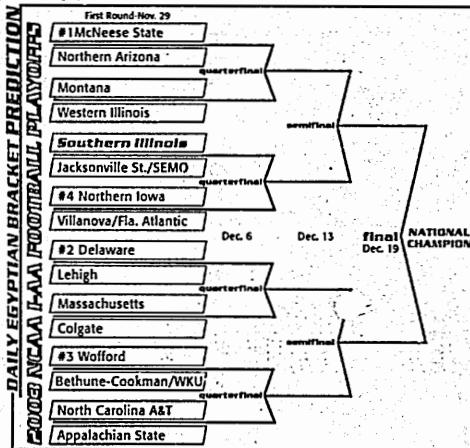 DAILY EGYPTIAN BRACKET PREDICTION
2003 NCAA I-AA FOOTBALL PLAYOFFS
First Round-Nov. 29
#1McNeese State
Northern Arizona
quarterfinal
Montana
Western Illinois
semifinal
Southern Illinois
Jacksonville St./SEMO
quarterfinal
#4 Northern Iowa
Villanova/Fla. Atlantic
Dec. 6
Dec. 13
final
Dec. 19
NATIONAL
CHAMPION
#2 Delaware
Lehigh
quarterfinal
Massachusetts
Colgate
semifinal
#3 Wofford
Bethune-Cookman/WKU
quarterfinal
North Carolina A&T
Appalachian State